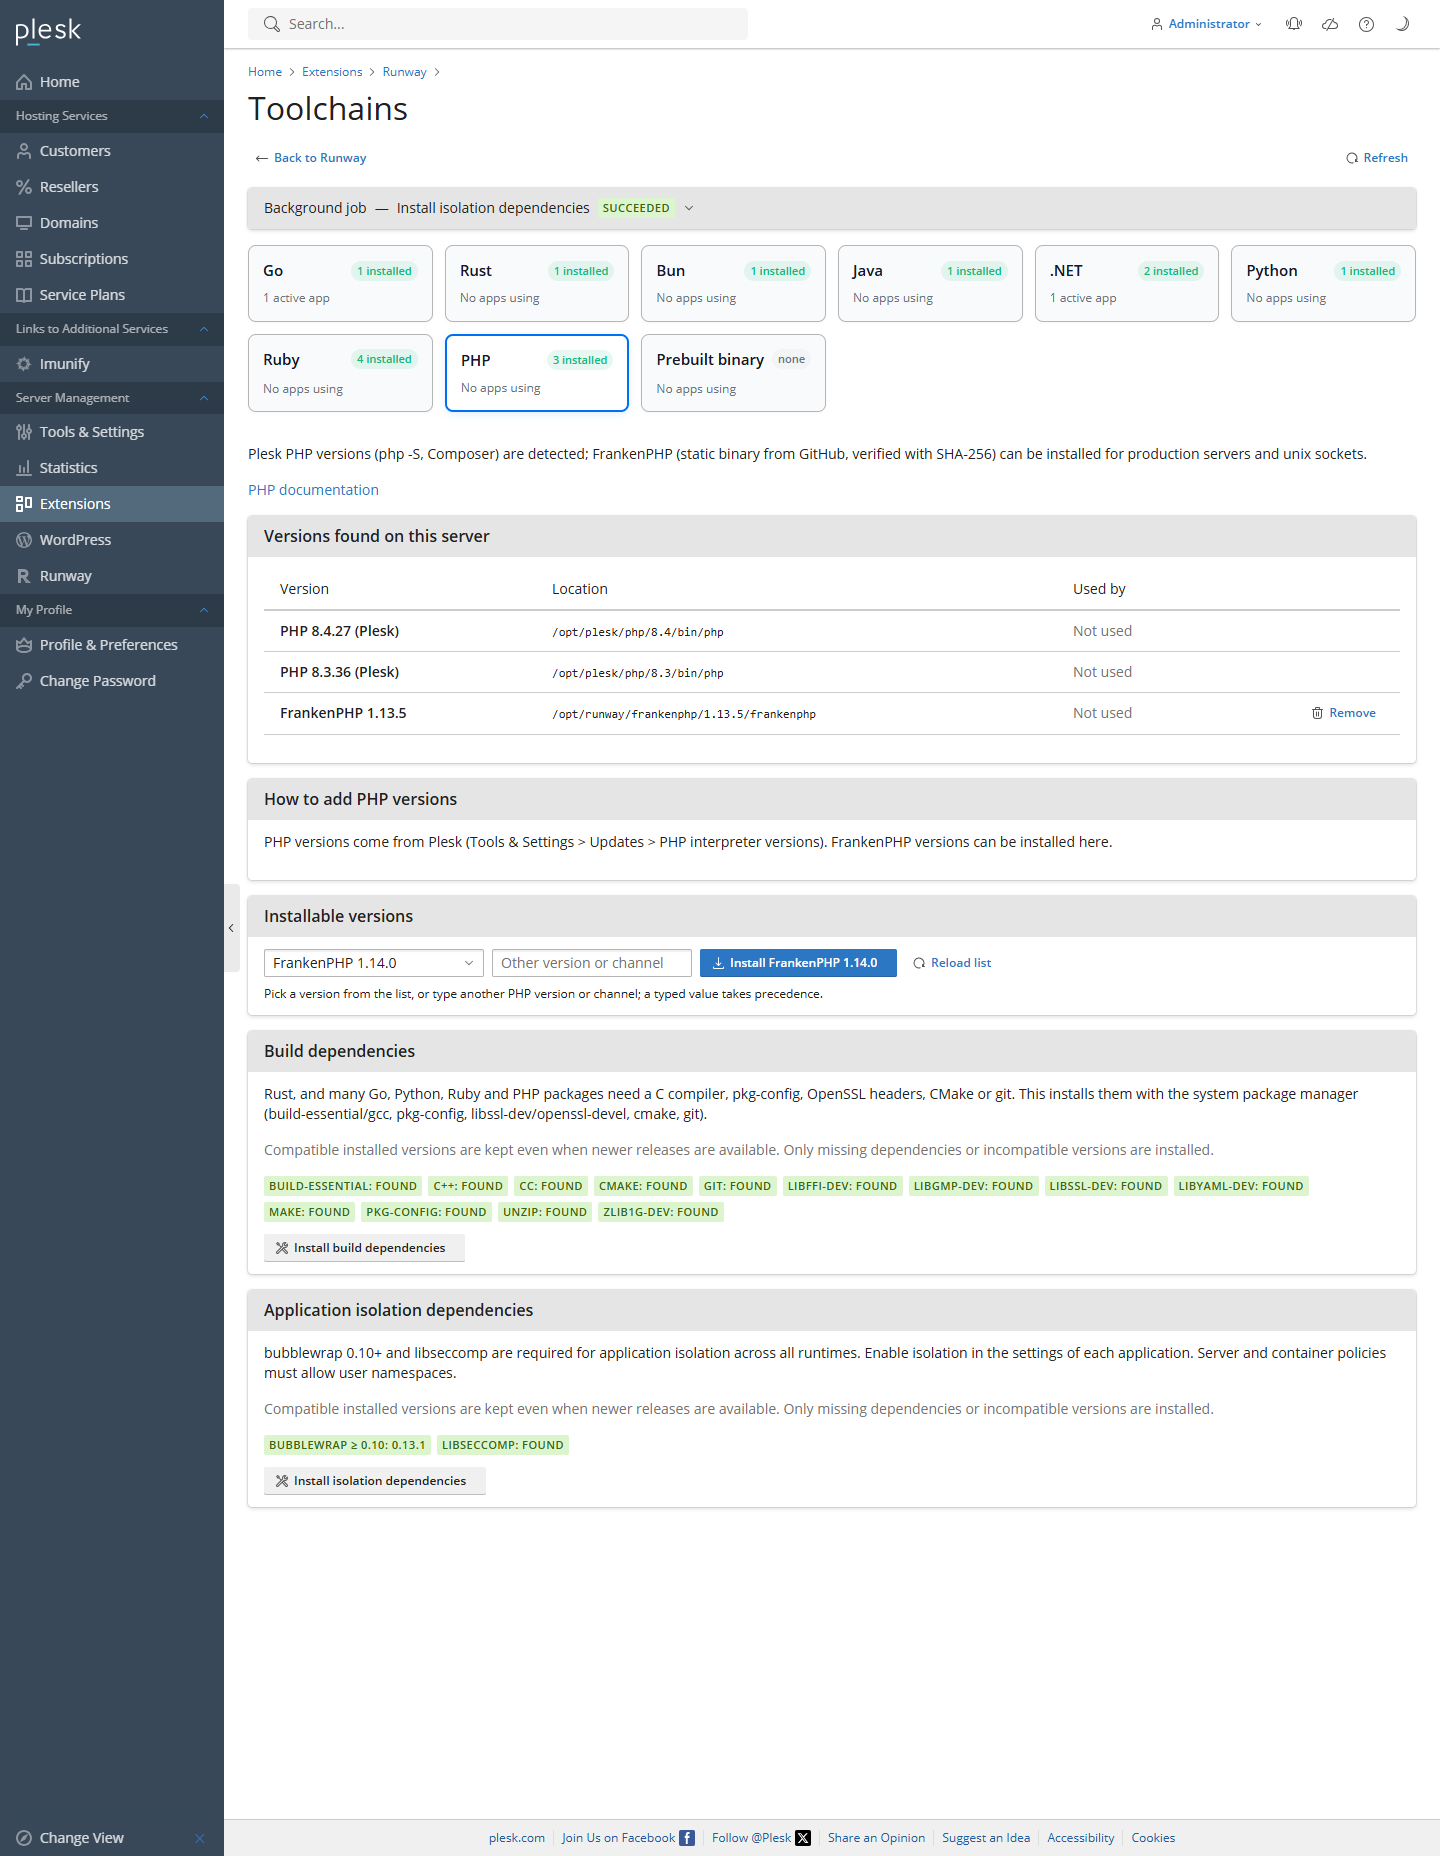 plesk
Search...
Administrator
Home
Hosting Services
Customers
Resellers
Domains
Subscriptions
Service Plans
Links to Additional Services
Imunify
Server Management
Tools & Settings
Statistics
Extensions
WordPress
Runway
My Profile
Profile & Preferences
Change Password
Change View
Home > Extensions > Runway >
Toolchains
← Back to Runway
Refresh
Background job — Install isolation dependencies SUCCEEDED
Go 1 installed
1 active app
Rust 1 installed
No apps using
Bun 1 installed
No apps using
Java 1 installed
No apps using
.NET 2 installed
1 active app
Python 1 installed
No apps using
Ruby 4 installed
No apps using
PHP 3 installed
No apps using
Prebuilt binary none
No apps using
Plesk PHP versions (php -S, Composer) are detected; FrankenPHP (static binary from GitHub, verified with SHA-256) can be installed for production servers and unix sockets.
PHP documentation
Versions found on this server
Version Location Used by
PHP 8.4.27 (Plesk) /opt/plesk/php/8.4/bin/php Not used
PHP 8.3.36 (Plesk) /opt/plesk/php/8.3/bin/php Not used
FrankenPHP 1.13.5 /opt/runway/frankenphp/1.13.5/frankenphp Not used Remove
How to add PHP versions
PHP versions come from Plesk (Tools & Settings > Updates > PHP interpreter versions). FrankenPHP versions can be installed here.
Installable versions
FrankenPHP 1.14.0 Other version or channel Install FrankenPHP 1.14.0 Reload list
Pick a version from the list, or type another PHP version or channel; a typed value takes precedence.
Build dependencies
Rust, and many Go, Python, Ruby and PHP packages need a C compiler, pkg-config, OpenSSL headers, CMake or git. This installs them with the system package manager
(build-essential/gcc, pkg-config, libssl-dev/openssl-devel, cmake, git).
Compatible installed versions are kept even when newer releases are available. Only missing dependencies or incompatible versions are installed.
BUILD-ESSENTIAL: FOUND C++: FOUND CC: FOUND CMAKE: FOUND GIT: FOUND LIBFFI-DEV: FOUND LIBGMP-DEV: FOUND LIBSSL-DEV: FOUND LIBYAML-DEV: FOUND
MAKE: FOUND PKG-CONFIG: FOUND UNZIP: FOUND ZLIB1G-DEV: FOUND
Install build dependencies
Application isolation dependencies
bubblewrap 0.10+ and libseccomp are required for application isolation across all runtimes. Enable isolation in the settings of each application. Server and container policies
must allow user namespaces.
Compatible installed versions are kept even when newer releases are available. Only missing dependencies or incompatible versions are installed.
BUBBLEWRAP ≥ 0.10: 0.13.1 LIBSECCOMP: FOUND
Install isolation dependencies
plesk.com Join Us on Facebook Follow @Plesk Share an Opinion Suggest an Idea Accessibility Cookies